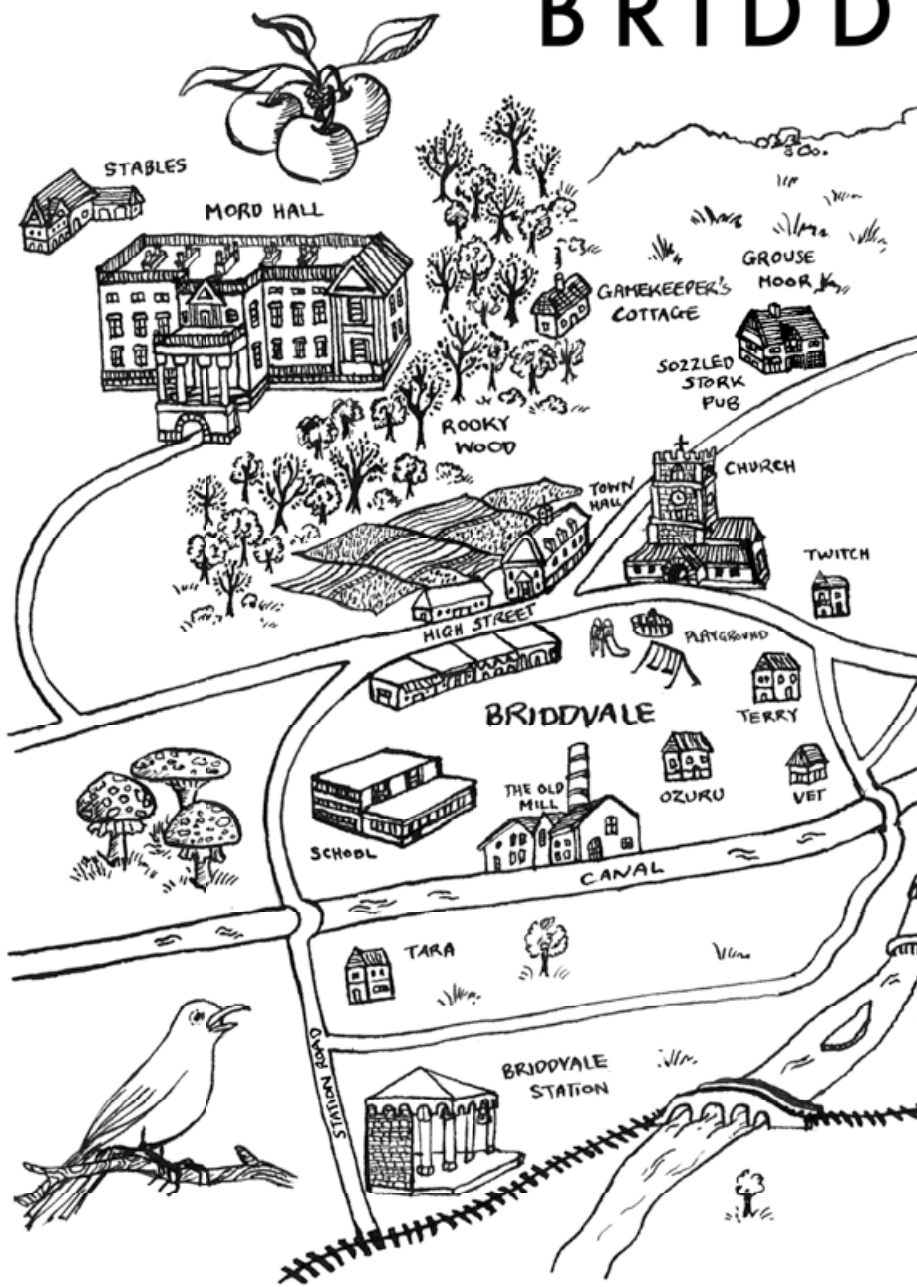 BRIDD
STABLES
MORD HALL
GAMEKEEPER'S
COTTAGE
GROUSE
MOOR
SOZZLED
STORK
PUB
ROOKY
WOOD
TOWN
HALL
CHURCH
TWITCH
HIGH STREET
PLAYGROUND
BRIDDVALE
TERRY
THE OLD
MILL
OZURU
VET
SCHOOL
CANAL
TARA
STATION ROAD
BRIDDVALE
STATION